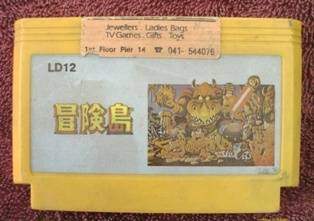 Jewellers . Ladies Bags
TV Games . Gifts . Toys
1st Floor Pier 14 ☎ 041- 544076
LD12
冒険島